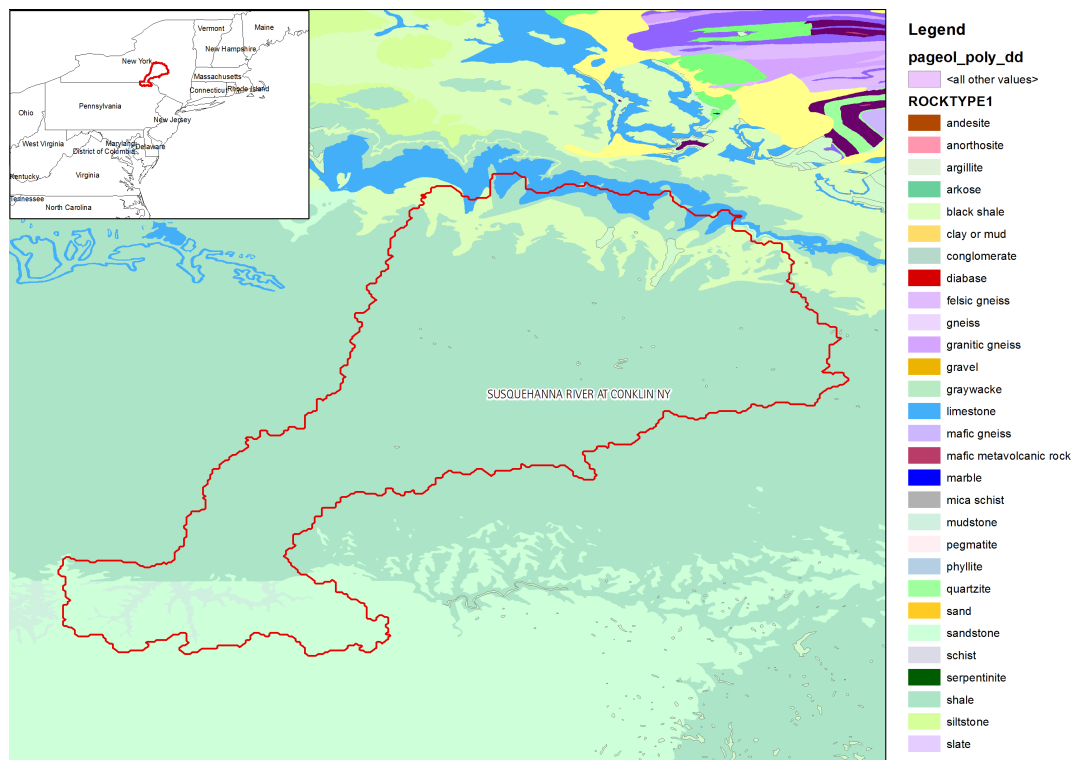 Vermont
Maine
New York
New Hampshire
Massachusetts
Connecticut
Rhode Island
Pennsylvania
Ohio
New Jersey
West Virginia
Maryland
Delaware
District of Columbia
Kentucky
Virginia
Tennessee
North Carolina
SUSQUEHANNA RIVER AT CONKLIN NY
Legend
pageol_poly_dd
<all other values>
ROCKTYPE1
andesite
anorthosite
argillite
arkose
black shale
clay or mud
conglomerate
diabase
felsic gneiss
gneiss
granitic gneiss
gravel
graywacke
limestone
mafic gneiss
mafic metavolcanic rock
marble
mica schist
mudstone
pegmatite
phyllite
quartzite
sand
sandstone
schist
serpentinite
shale
siltstone
slate